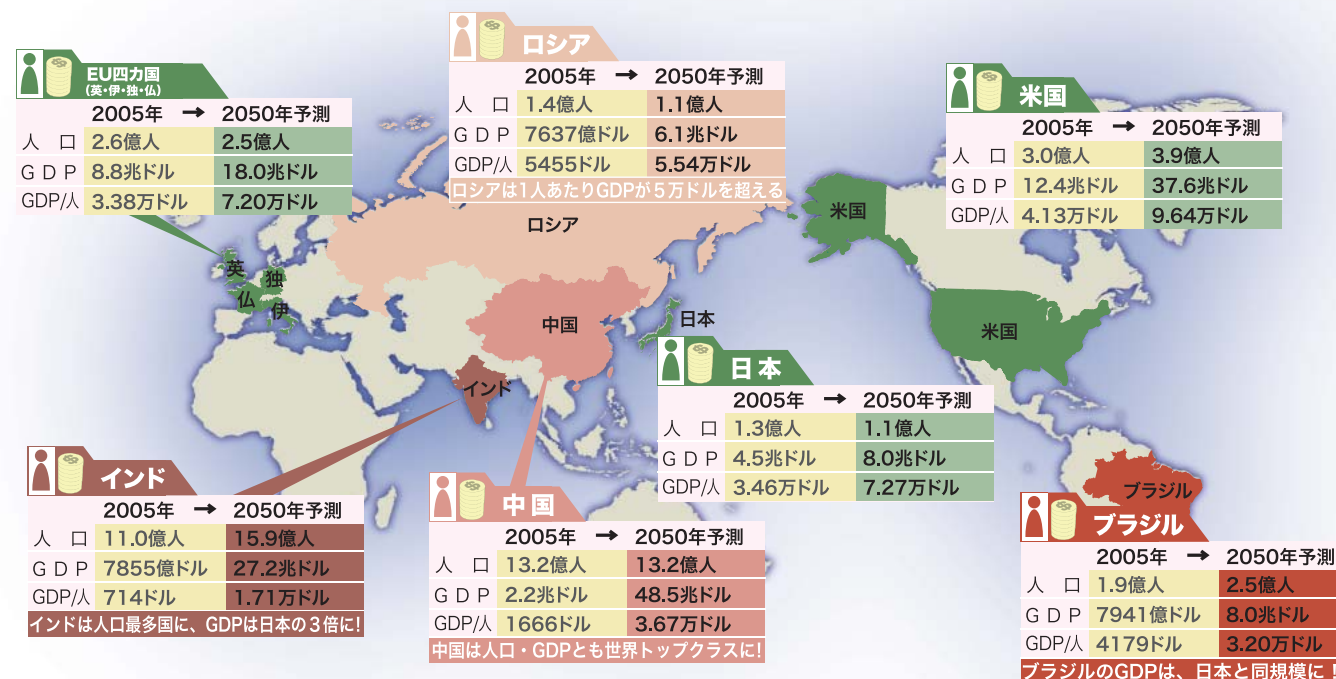 EU四カ国
(英・伊・独・仏)
2005年 → 2050年予測
人 口 2.6億人 2.5億人
GDP 8.8兆ドル 18.0兆ドル
GDP/人 3.38万ドル 7.20万ドル
ロシア
2005年 → 2050年予測
人 口 1.4億人 1.1億人
GDP 7637億ドル 6.1兆ドル
GDP/人 5455ドル 5.54万ドル
ロシアは1人あたりGDPが5万ドルを超える
米国
2005年 → 2050年予測
人 口 3.0億人 3.9億人
GDP 12.4兆ドル 37.6兆ドル
GDP/人 4.13万ドル 9.64万ドル
ロシア
米国
英
独
仏
伊
中国
日本
米国
インド
ブラジル
日本
2005年 → 2050年予測
人 口 1.3億人 1.1億人
GDP 4.5兆ドル 8.0兆ドル
GDP/人 3.46万ドル 7.27万ドル
インド
2005年 → 2050年予測
人 口 11.0億人 15.9億人
GDP 7855億ドル 27.2兆ドル
GDP/人 714ドル 1.71万ドル
インドは人口最多国に、GDPは日本の3倍に!
中国
2005年 → 2050年予測
人 口 13.2億人 13.2億人
GDP 2.2兆ドル 48.5兆ドル
GDP/人 1666ドル 3.67万ドル
中国は人口・GDPとも世界トップクラスに!
ブラジル
2005年 → 2050年予測
人 口 1.9億人 2.5億人
GDP 7941億ドル 8.0兆ドル
GDP/人 4179ドル 3.20万ドル
ブラジルのGDPは、日本と同規模に!